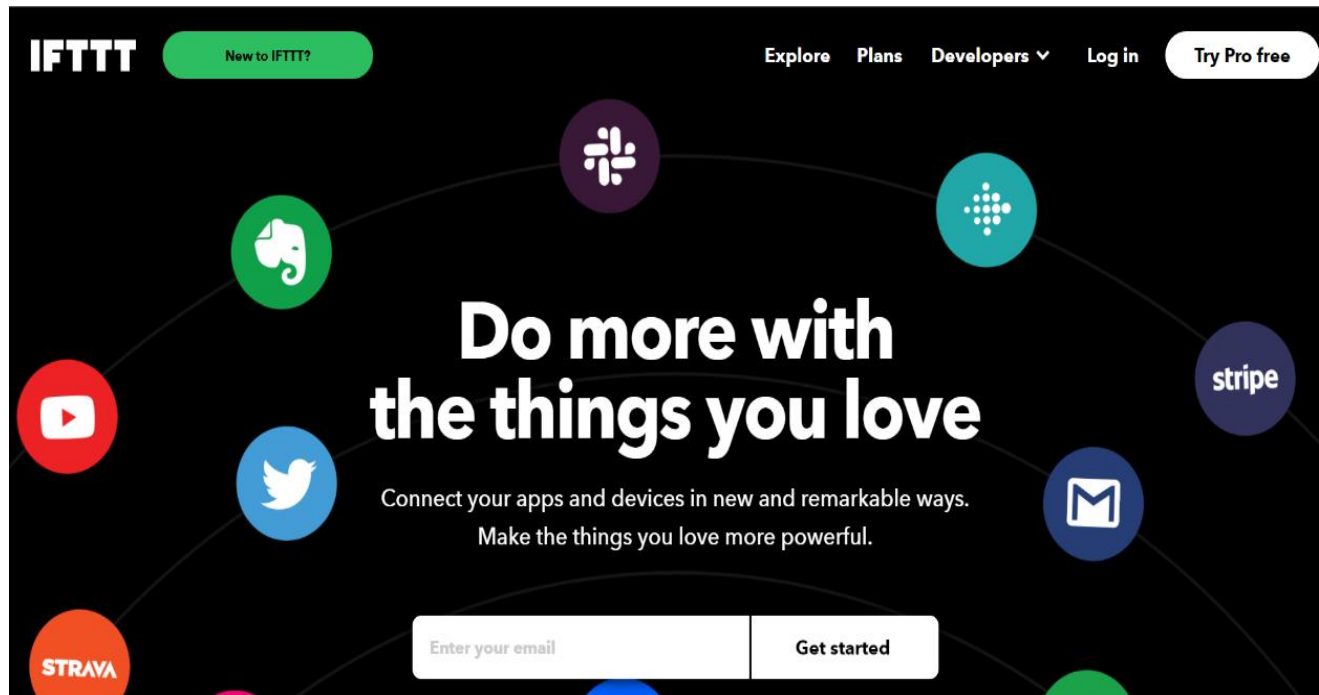 IFTTT
New to IFTTT?
Explore Plans Developers Log in Try Pro free
Do more with
the things you love
stripe
Connect your apps and devices in new and remarkable ways.
Make the things you love more powerful.
Enter your email Get started
STRAVA